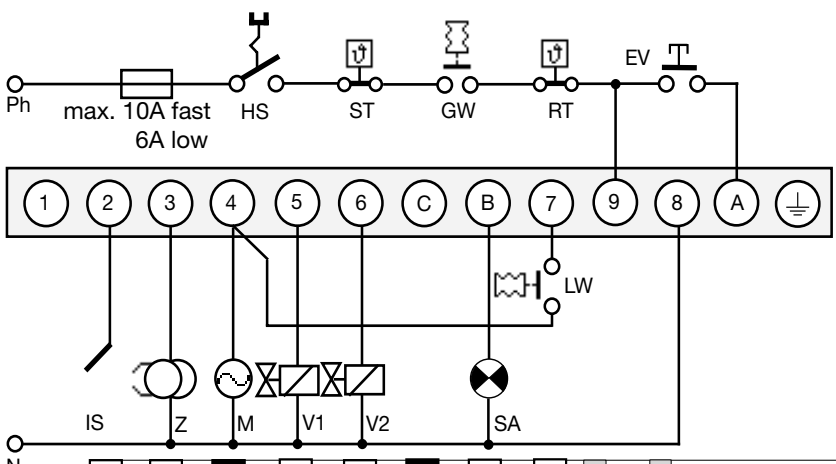 EV
Ph
max. 10A fast
6A low
HS
ST
GW
RT
1 2 3 4 5 6 C B 7 9 8 A
LW
IS Z M V1 V2 SA